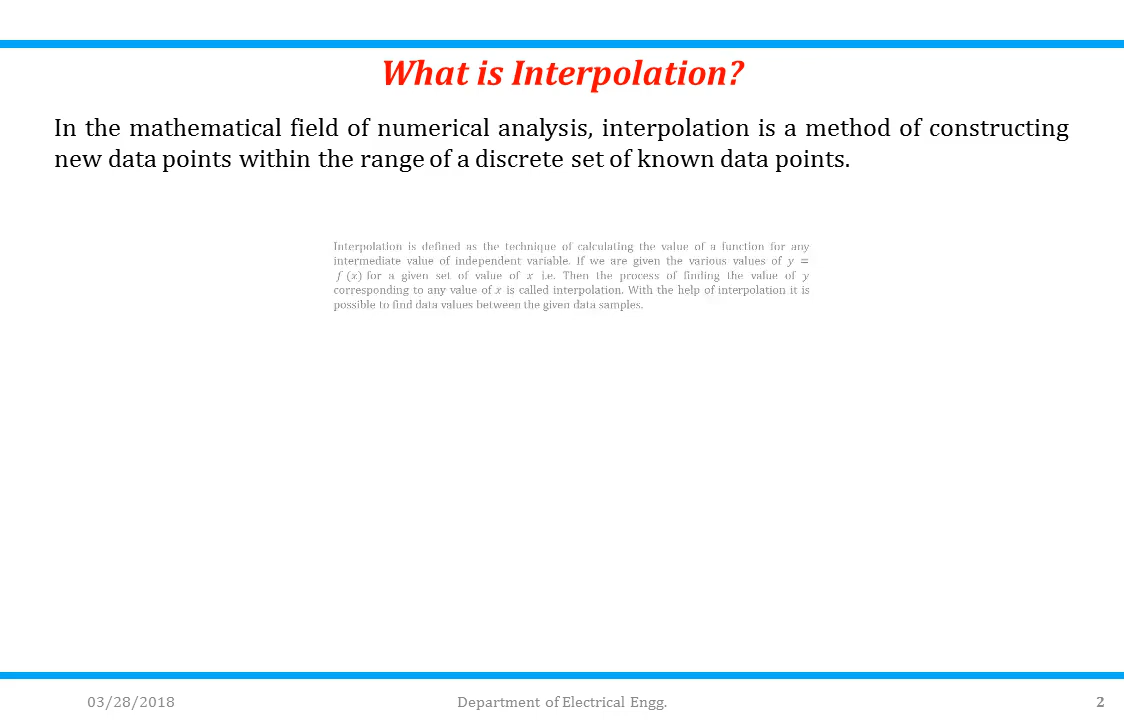 What is Interpolation?
In the mathematical field of numerical analysis, interpolation is a method of constructing
new data points within the range of a discrete set of known data points.
Interpolation is defined as the technique of calculating the value of a function for any
intermediate value of independent variable. If we are given the various values of y =
f (x) for a given set of value of x i.e. Then the process of finding the value of y
corresponding to any value of x is called interpolation. With the help of interpolation it is
possible to find data values between the given data samples.
03/28/2018
Department of Electrical Engg.
2